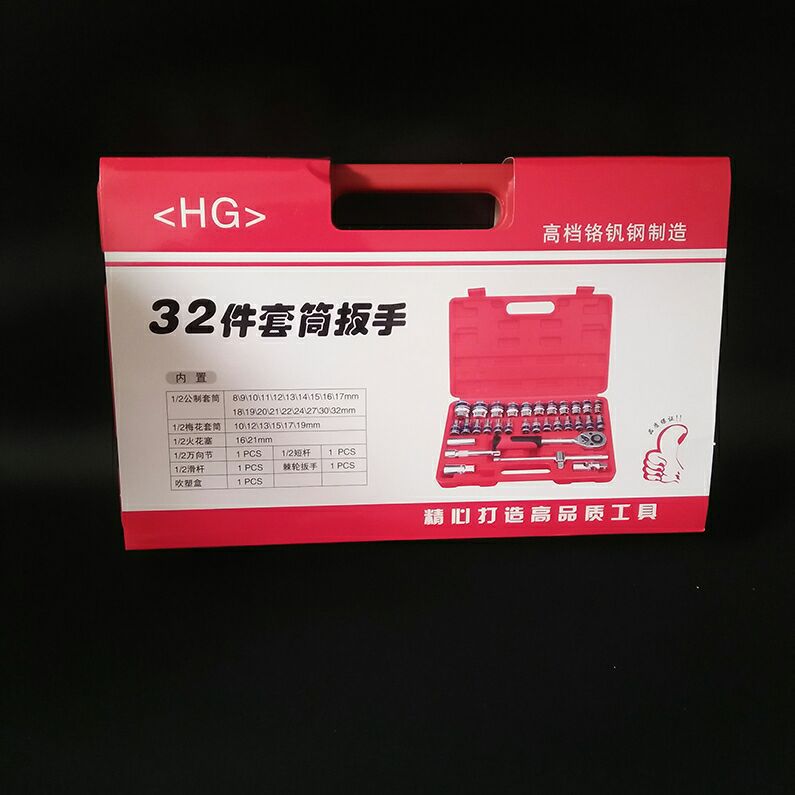 <HG>
高档铬钒钢制造
32件套筒扳手
内置
1/2公制套筒 8\9\10\11\12\13\14\15\16\17mm
18\19\20\21\22\24\27\30\32mm
1/2梅花套筒 10\12\13\15\17\19mm
1/2火花塞 16\21mm
1/2万向节 1 PCS 1/2短杆 1 PCS
1/2滑杆 1 PCS 棘轮扳手 1 PCS
吹塑盒 1 PCS
品质保证!!
精心打造高品质工具